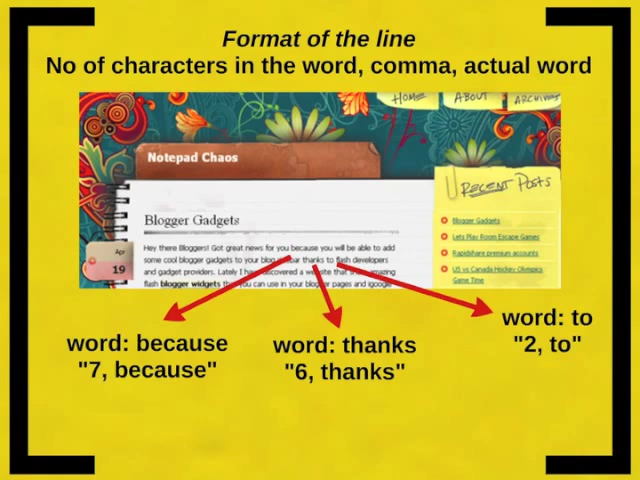 Format of the line
No of characters in the word, comma, actual word
HOME ABOUT ARCHIVES
Notepad Chaos
RECENT POSTS
Blogger Gadgets
Blogger Gadgets
Lets Play Room Escape Games
Rapidshare premium accounts
US vs Canada Hockey Olympics
Game Time
Apr
19
Hey there Bloggers! Got great news for you because you will be able to add
some cool blogger gadgets to your blog bar thanks to flash developers
and gadget providers. Lately I have discovered a website that amazing
flash blogger widgets you can use in your blogger pages and igoogle
word: because
"7, because"
word: thanks
"6, thanks"
word: to
"2, to"